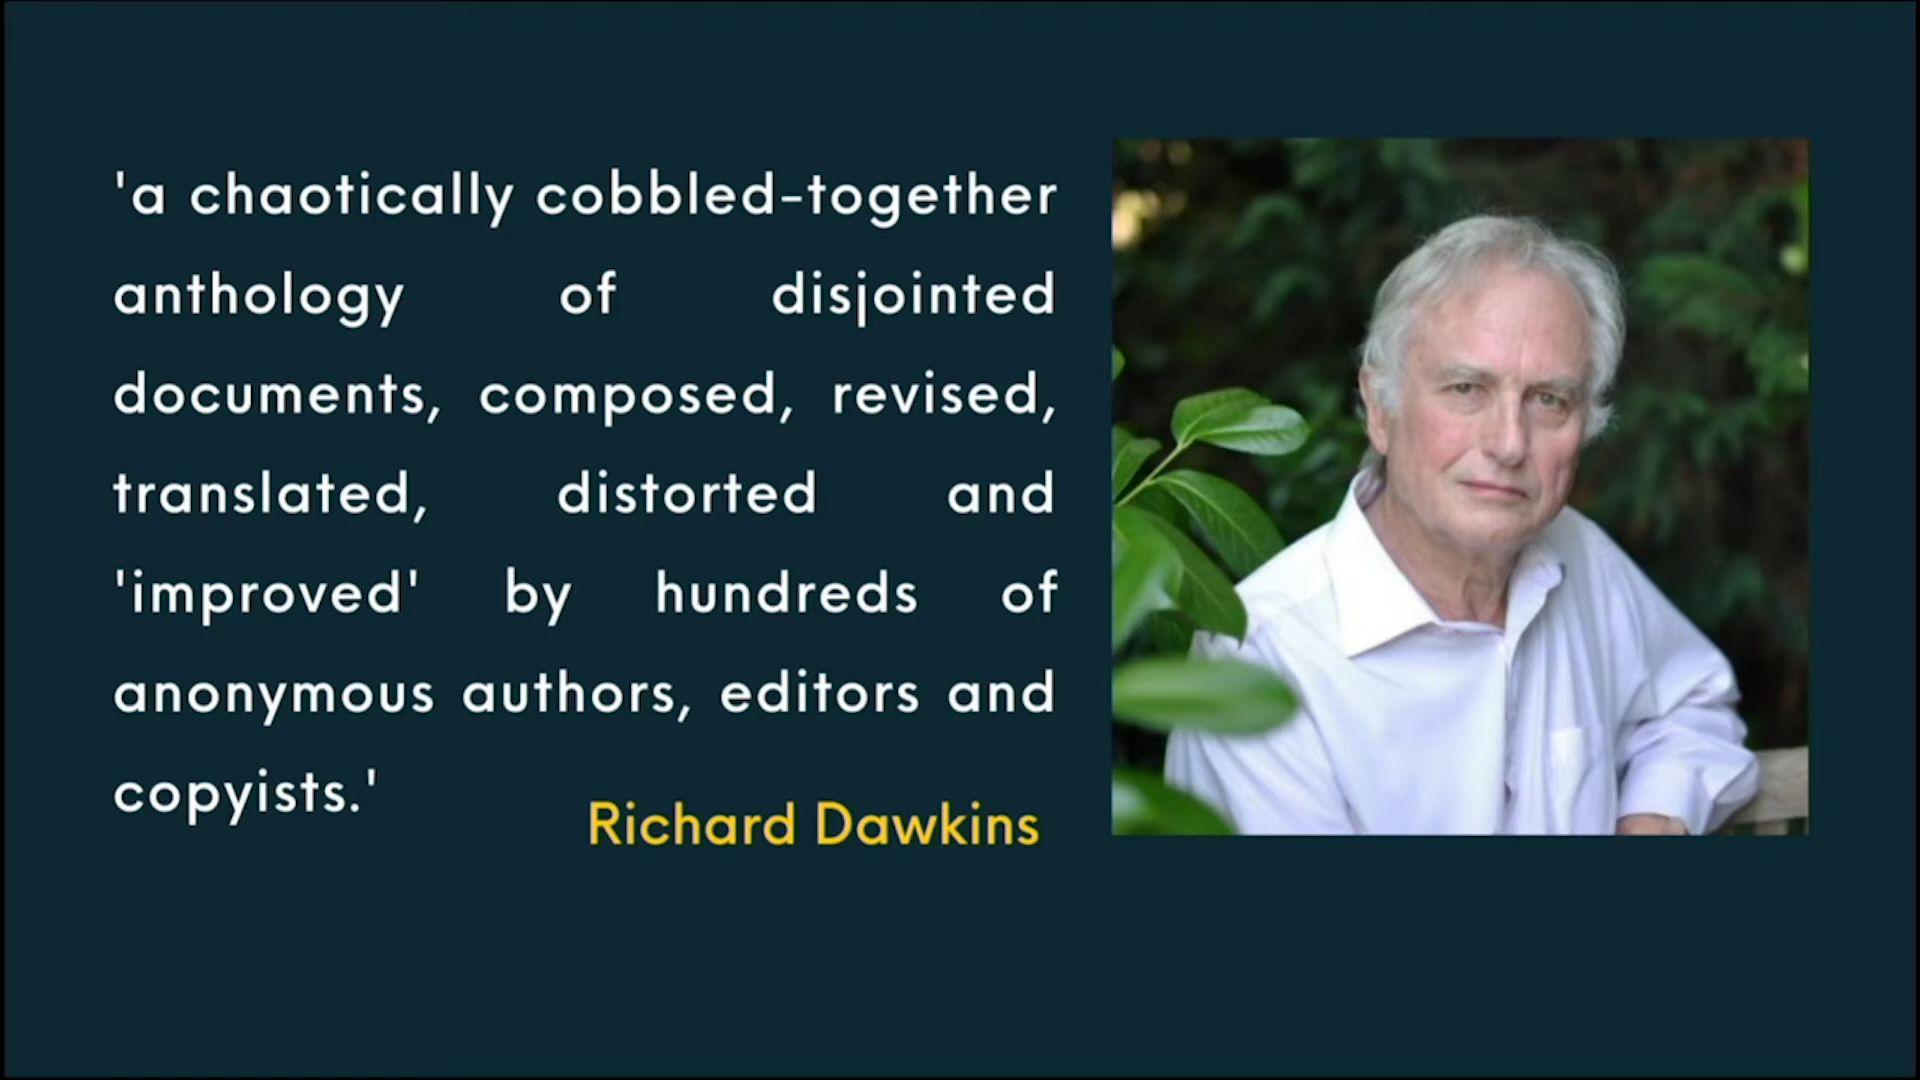 'a chaotically cobbled-together
anthology of disjointed
documents, composed, revised,
translated, distorted and
'improved' by hundreds of
anonymous authors, editors and
copyists.'
Richard Dawkins